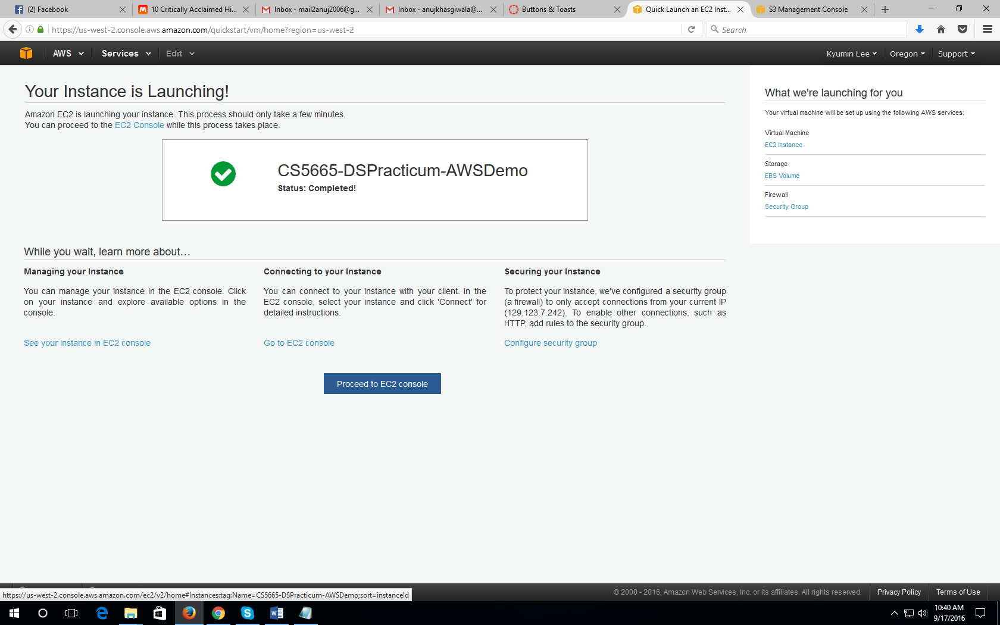 (2) Facebook
10 Critically Acclaimed Hi...
Inbox - mail2anuj2006@g...
Inbox - anujkhasgiwala@...
Buttons & Toasts
Quick Launch an EC2 Inst...
S3 Management Console
https://us-west-2.console.aws.amazon.com/quickstart/vm/home?region=us-west-2
Search
AWS
Services
Edit
Kyumin Lee
Oregon
Support
Your Instance is Launching!
Amazon EC2 is launching your instance. This process should only take a few minutes.
You can proceed to the EC2 Console while this process takes place.
CS5665-DSPracticum-AWSDemo
Status: Completed!
What we're launching for you
Your virtual machine will be set up using the following AWS services:
Virtual Machine
EC2 Instance
Storage
EBS Volume
Firewall
Security Group
While you wait, learn more about…
Managing your Instance
You can manage your instance in the EC2 console. Click
on your instance and explore available options in the
console.
See your instance in EC2 console
Connecting to your Instance
You can connect to your instance with your client. In the
EC2 console, select your instance and click 'Connect' for
detailed instructions.
Go to EC2 console
Securing your Instance
To protect your instance, we've configured a security group
(a firewall) to only accept connections from your current IP
(129.123.7.242). To enable other connections, such as
HTTP, add rules to the security group.
Configure security group
Proceed to EC2 console
https://us-west-2.console.aws.amazon.com/ec2/v2/home#Instances:tag:Name=CS5665-DSPracticum-AWSDemo;sort=instanceId
© 2008 - 2016, Amazon Web Services, Inc. or its affiliates. All rights reserved.
Privacy Policy
Terms of Use
10:40 AM
9/17/2016